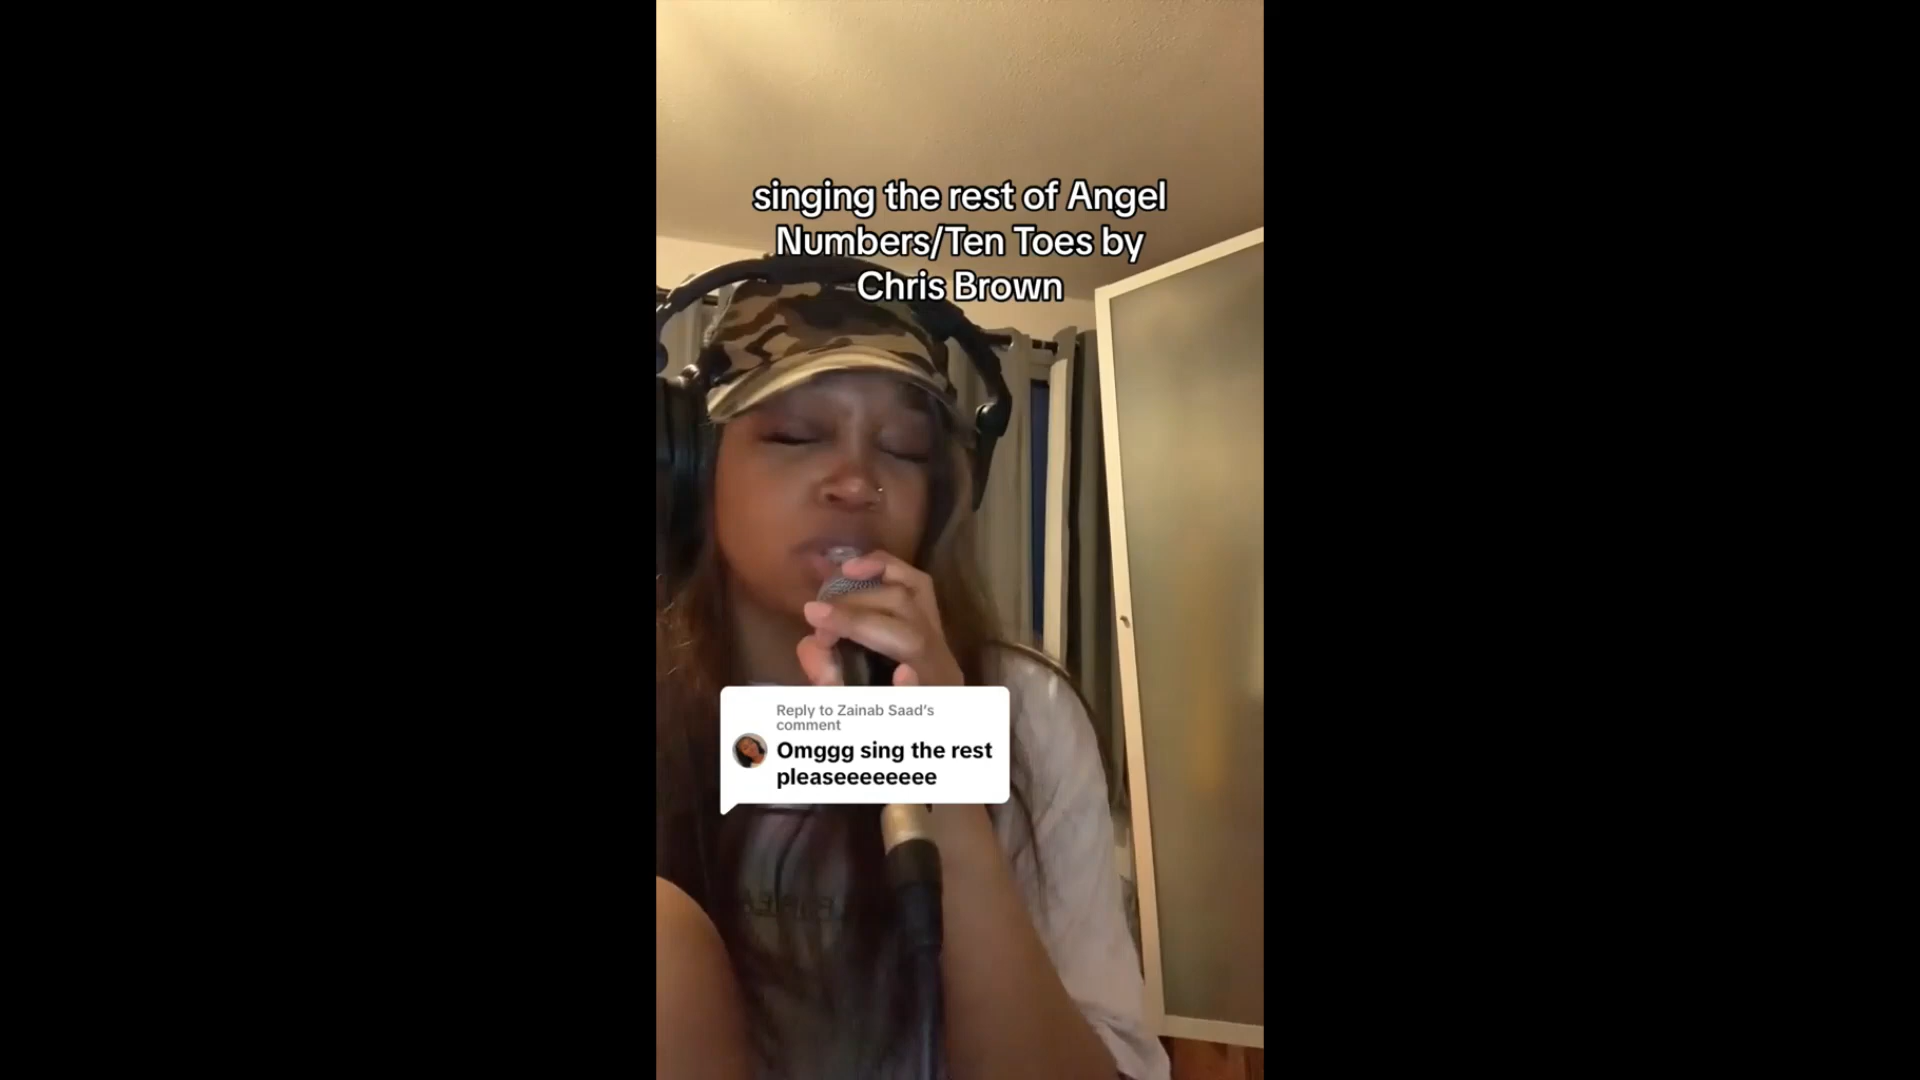 singing the rest of Angel
Numbers/Ten Toes by
Chris Brown
Reply to Zainab Saad's
comment
Omggg sing the rest
pleaseeeeeeee